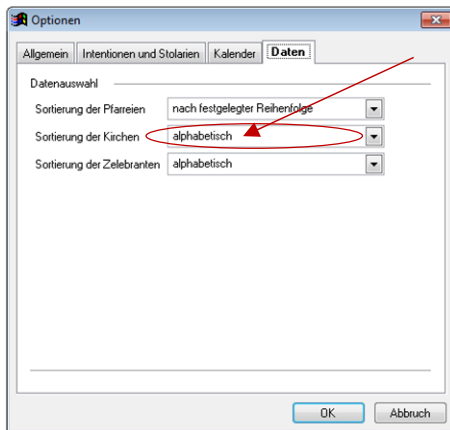 Optionen
Allgemein Intentionen und Stolarien Kalender Daten
Datenauswahl
Sortierung der Pfarreien nach festgelegter Reihenfolge
Sortierung der Kirchen alphabetisch
Sortierung der Zelebranten alphabetisch
OK Abbruch